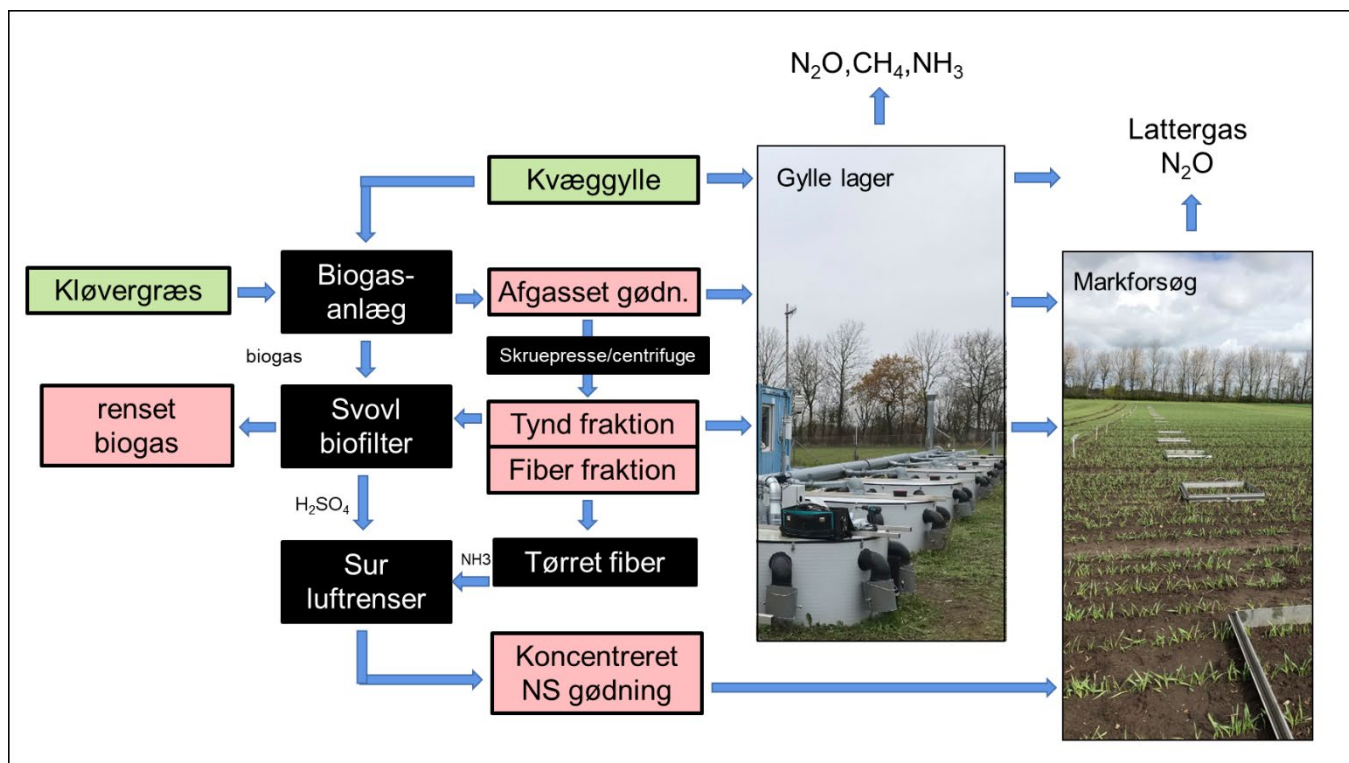 N₂O,CH₄,NH₃
Lattergas
N₂O
Kvæggylle
Gylle lager
Kløvergræs
Biogas-
anlæg
Afgasset gødn.
Markforsøg
biogas
Skruepresse/centrifuge
renset
biogas
Svovl
biofilter
Tynd fraktion
Fiber fraktion
H₂SO₄
Sur
luftrenser
NH3
Tørret fiber
Koncentreret
NS gødning